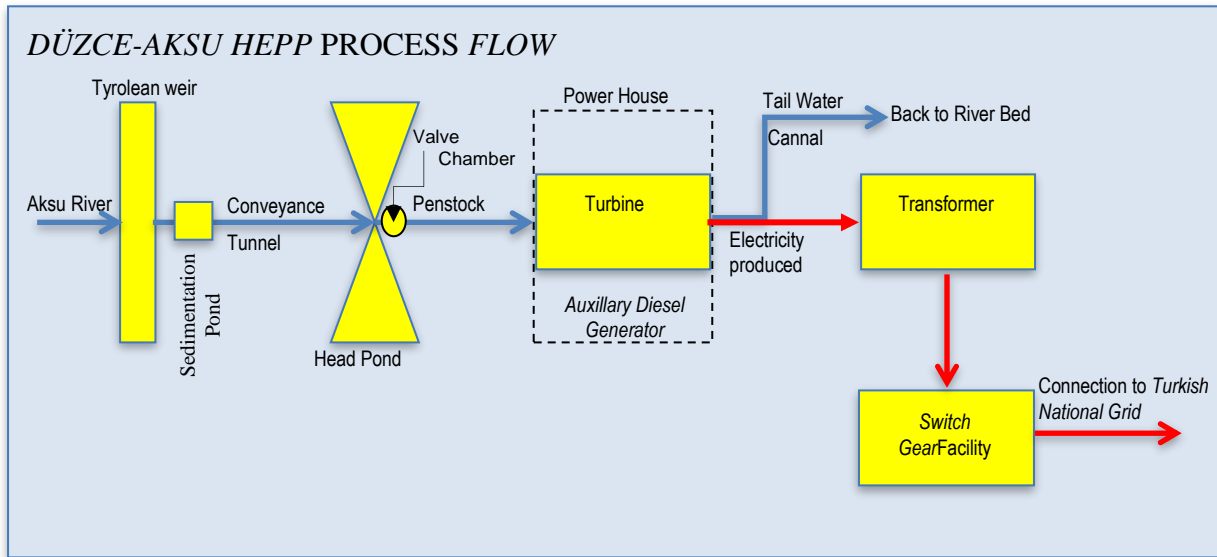 DÜZCE-AKSU HEPP PROCESS FLOW
Tyrolean weir
Aksu River
Sedimentation
Pond
Conveyance
Tunnel
Head Pond
Valve
Chamber
Penstock
Power House
Turbine
Auxillary Diesel
Generator
Tail Water
Cannal
Back to River Bed
Electricity
produced
Transformer
Switch
GearFacility
Connection to Turkish
National Grid